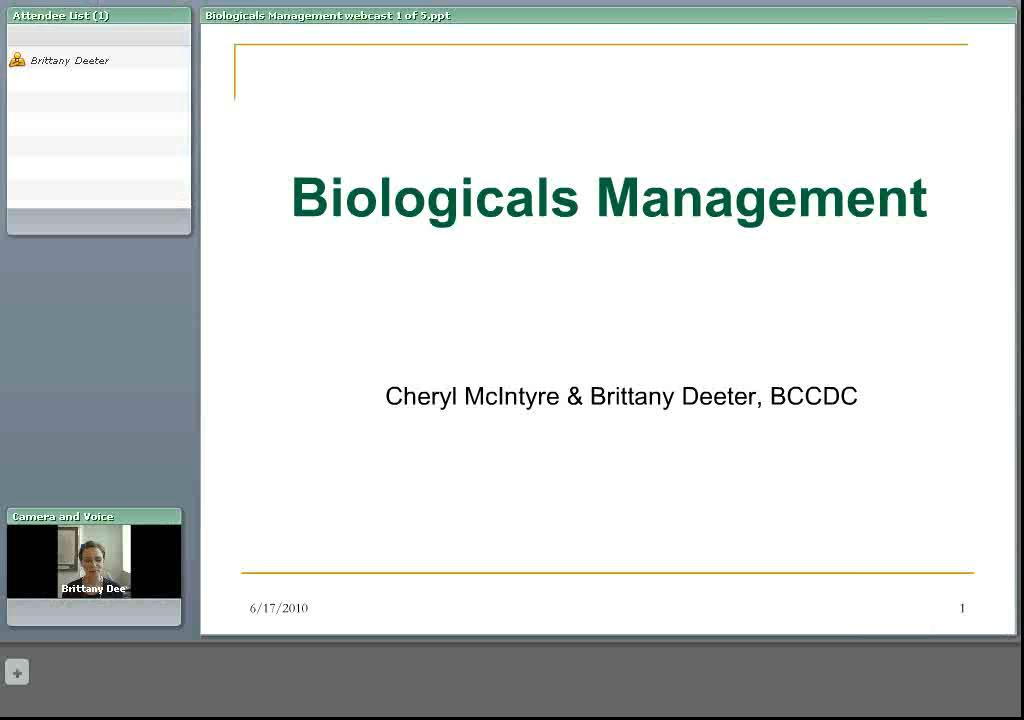 Attendee List (1)
Brittany Deeter
Biologicals Management webcast 1 of 5.ppt
Biologicals Management
Cheryl McIntyre & Brittany Deeter, BCCDC
6/17/2010
1
Camera and Voice
Brittany Dee